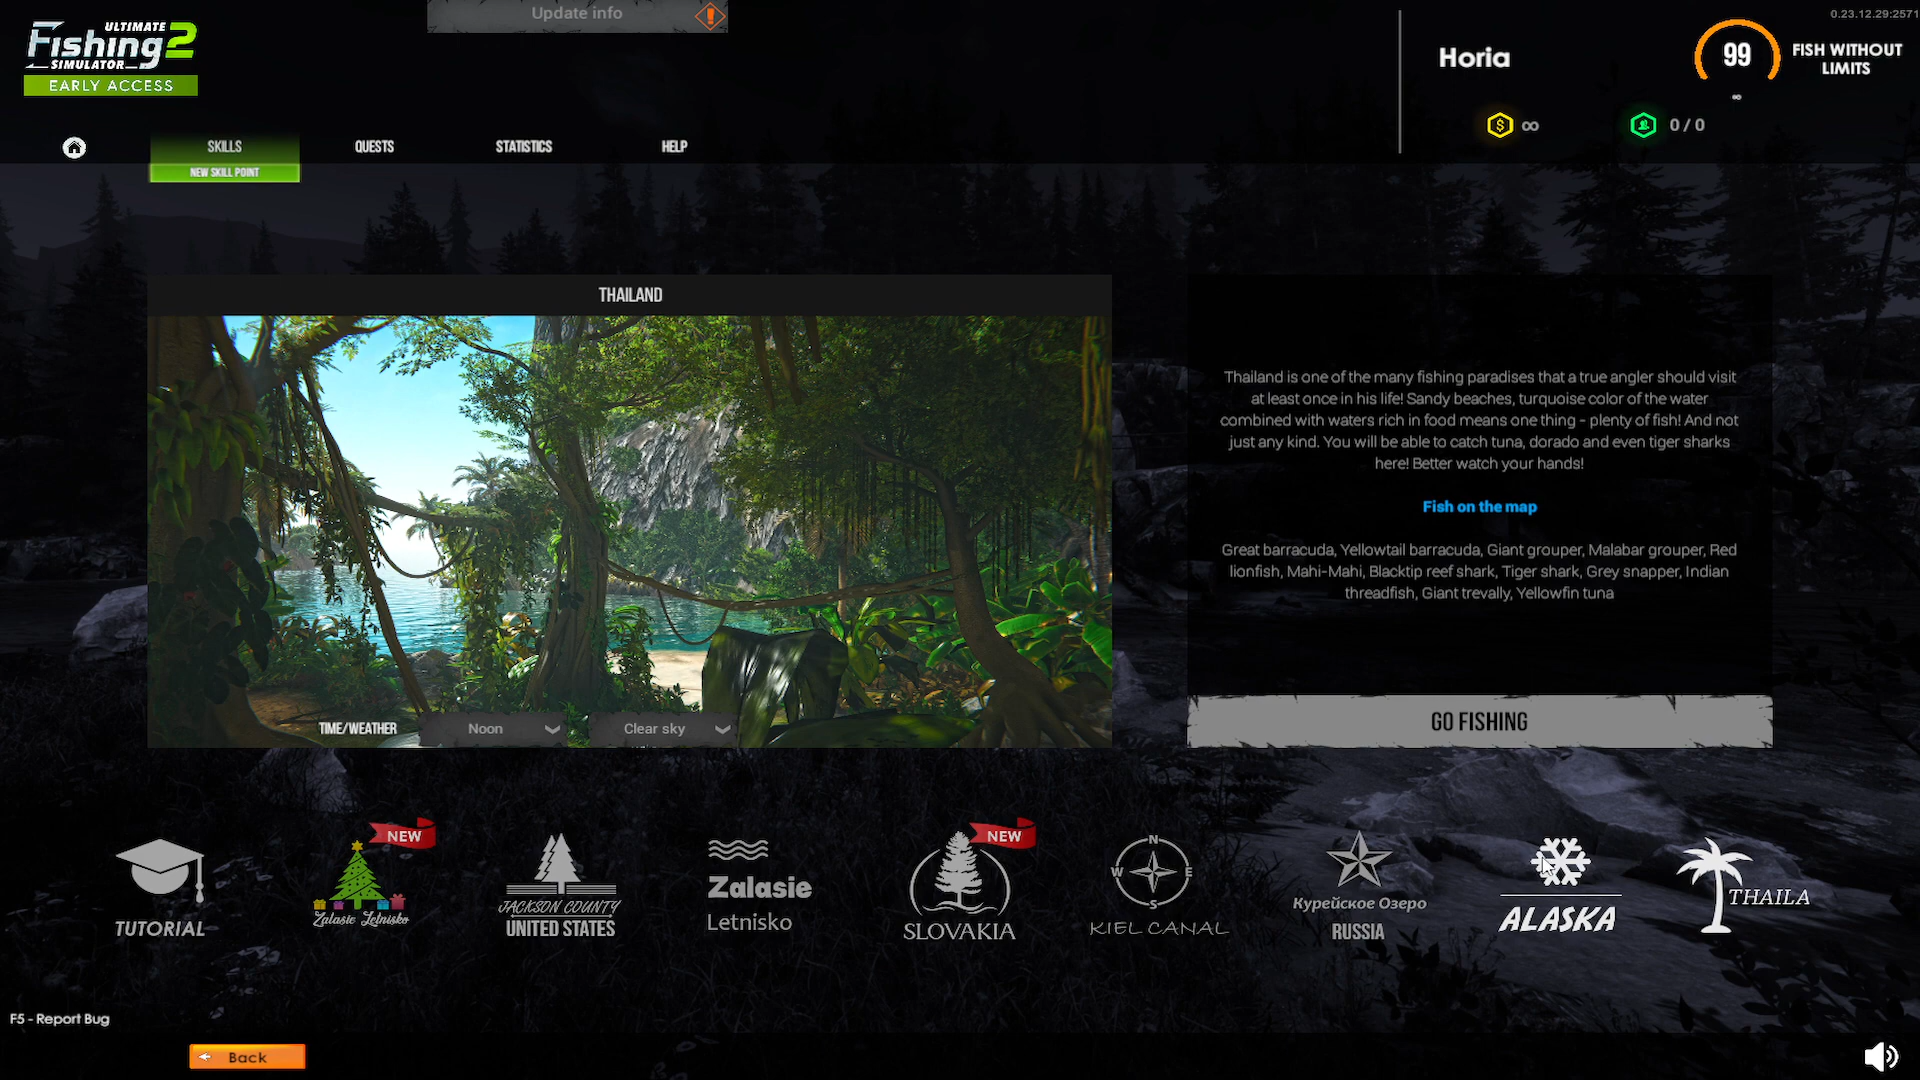 Update info
0.23.12.29:2571
ULTIMATE
Fishing 2
SIMULATOR
EARLY ACCESS
Horia
99
FISH WITHOUT
LIMITS
∞
∞
0 / 0
SKILLS
QUESTS
STATISTICS
HELP
NEW SKILL POINT
THAILAND
Thailand is one of the many fishing paradises that a true angler should visit
at least once in his life! Sandy beaches, turquoise color of the water
combined with waters rich in food means one thing - plenty of fish! And not
just any kind. You will be able to catch tuna, dorado and even tiger sharks
here! Better watch your hands!
Fish on the map
Great barracuda, Yellowtail barracuda, Giant grouper, Malabar grouper, Red
lionfish, Mahi-Mahi, Blacktip reef shark, Tiger shark, Grey snapper, Indian
threadfish, Giant trevally, Yellowfin tuna
TIME/WEATHER
Noon
Clear sky
GO FISHING
TUTORIAL
NEW
Zalasie Letnisko
JACKSON COUNTY
UNITED STATES
Zalasie
Letnisko
NEW
SLOVAKIA
N
W
E
S
KIEL CANAL
Курейское Озеро
RUSSIA
ALASKA
THAILA
F5 - Report Bug
Back